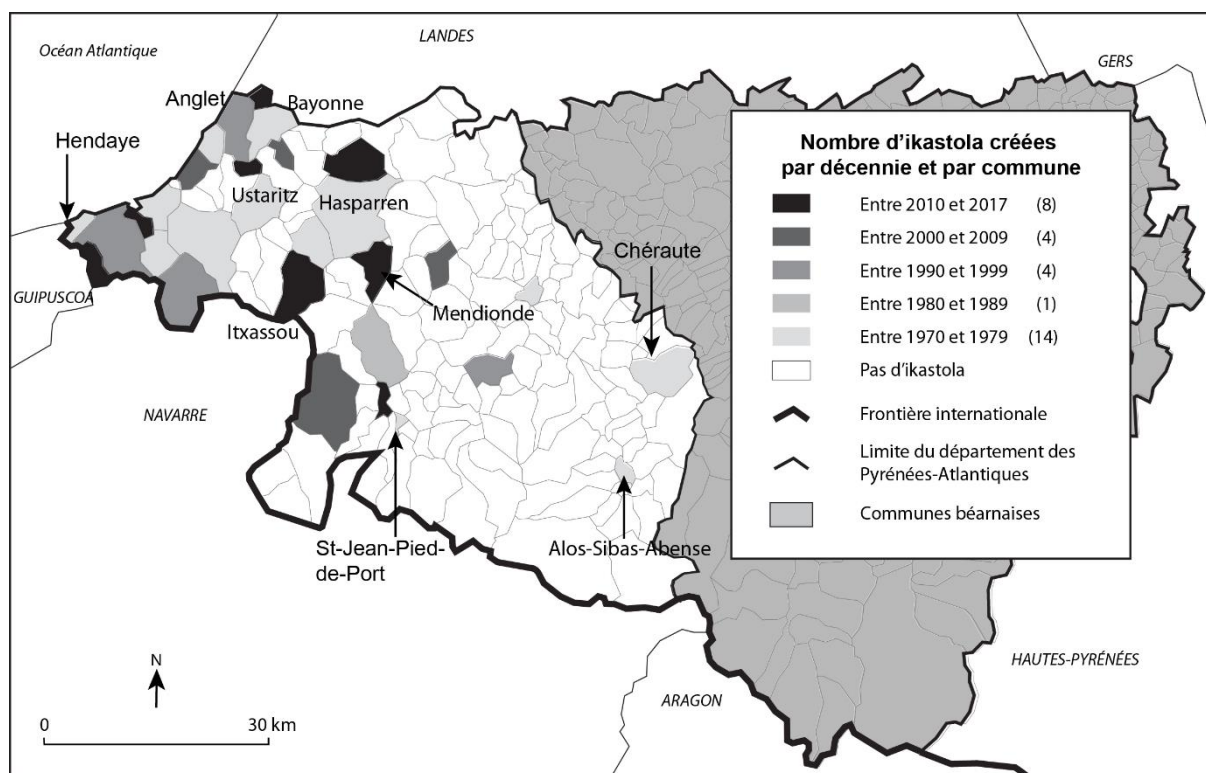 Océan Atlantique
LANDES
GERS
Anglet
Bayonne
Hendaye
Ustaritz
Hasparren
GUIPUSCOA
Itxassou
Mendionde
Chéraute
NAVARRE
St-Jean-Pied-
de-Port
Alos-Sibas-Abense
ARAGON
HAUTES-PYRÉNÉES
N
0 30 km
Nombre d'ikastola créées
par décennie et par commune
Entre 2010 et 2017 (8)
Entre 2000 et 2009 (4)
Entre 1990 et 1999 (4)
Entre 1980 et 1989 (1)
Entre 1970 et 1979 (14)
Pas d'ikastola
Frontière internationale
Limite du département des
Pyrénées-Atlantiques
Communes béarnaises